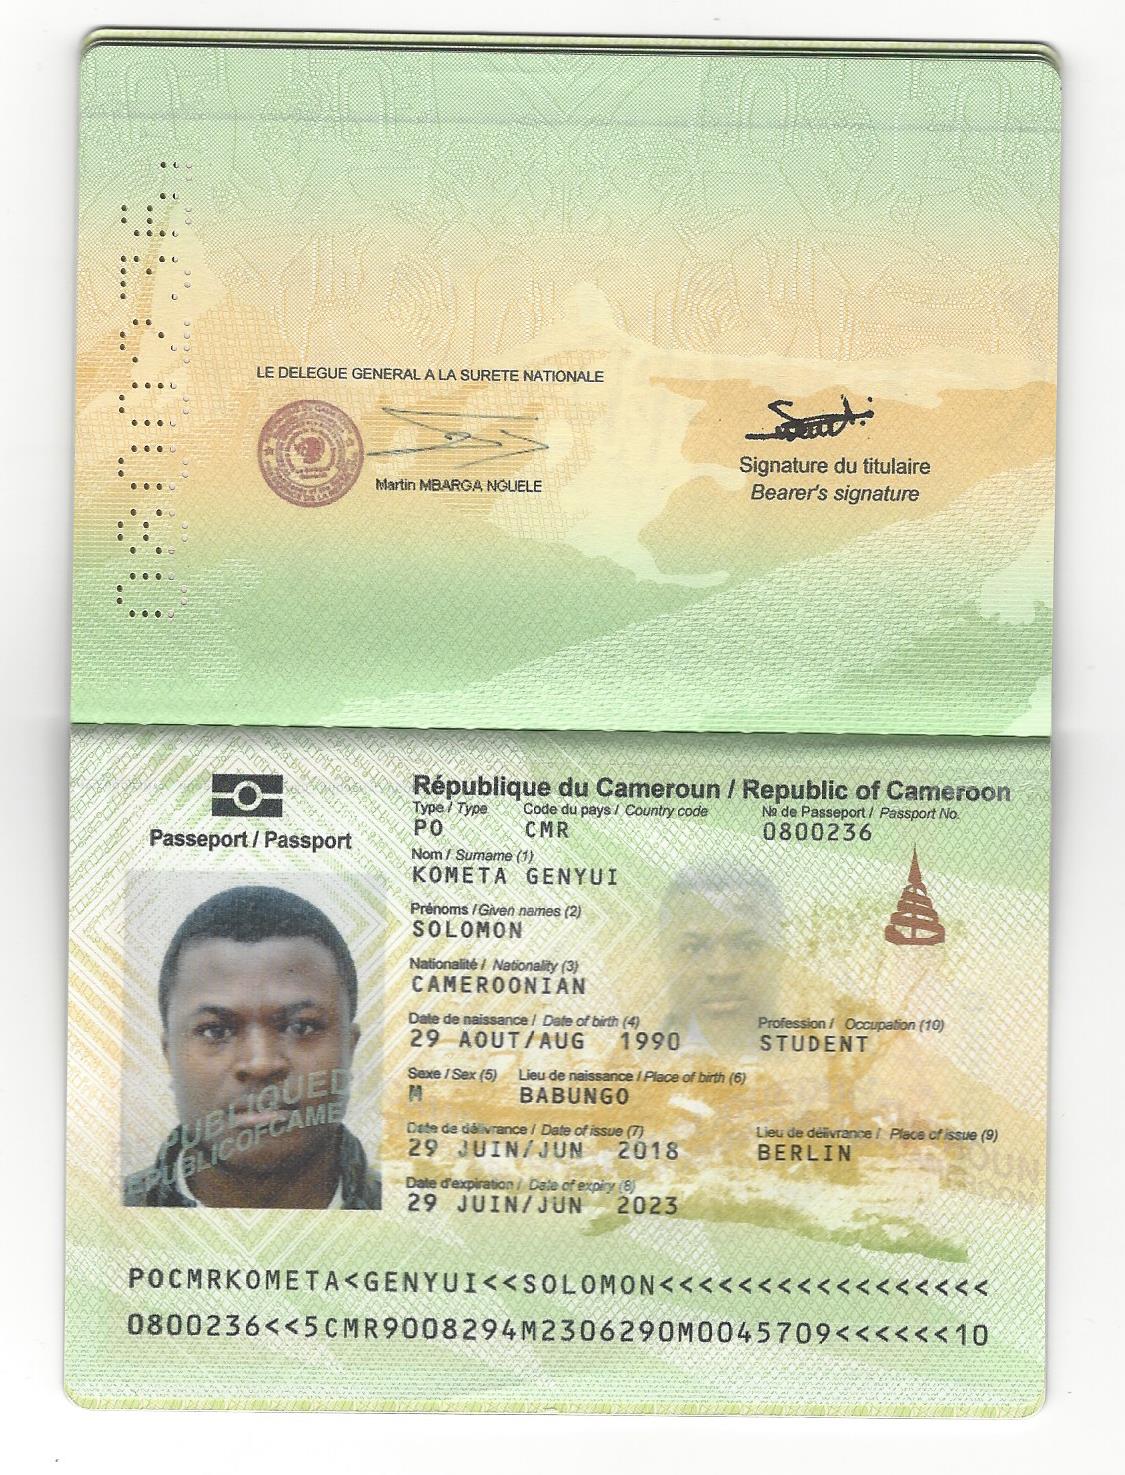 LE DELEGUE GENERAL A LA SURETE NATIONALE
Martin MBARGA NGUELE
Signature du titulaire
Bearer's signature
République du Cameroun / Republic of Cameroon
Passeport / Passport
Type / Type Code du pays / Country code № de Passeport / Passport No.
PO CMR 0800236
Nom / Surname (1)
KOMETA GENYUI
Prénoms / Given names (2)
SOLOMON
Nationalité / Nationality (3)
CAMEROONIAN
Date de naissance / Date of birth (4) Profession / Occupation (10)
29 AOUT/AUG 1990 STUDENT
Sexe / Sex (5) Lieu de naissance / Place of birth (6)
M BABUNGO
Date de délivrance / Date of issue (7) Lieu de délivrance / Place of issue (9)
29 JUIN/JUN 2018 BERLIN
Date d'expiration / Date of expiry (8)
29 JUIN/JUN 2023
POCMRKOMETA<GENYUI<<SOLOMON<<<<<<<<<<<<<<<<<
0800236<<5CMR9008294M2306290M0045709<<<<<<10